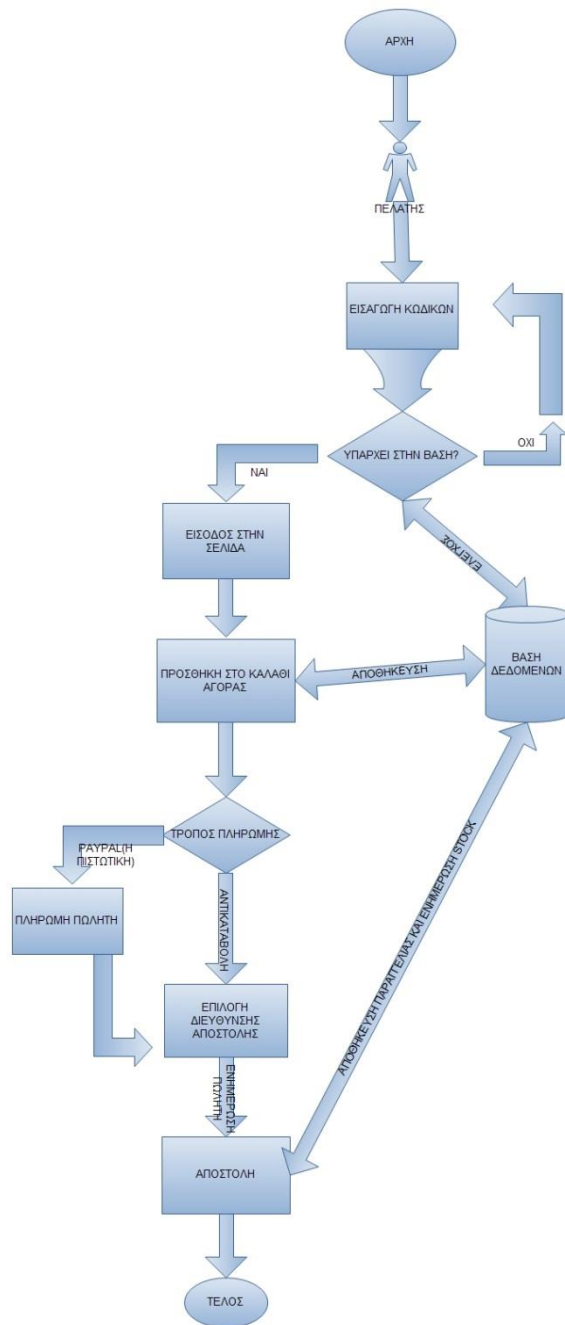 ΑΡΧΗ
ΠΕΛΑΤΗΣ
ΕΙΣΑΓΩΓΗ ΚΩΔΙΚΩΝ
ΥΠΑΡΧΕΙ ΣΤΗΝ ΒΑΣΗ?
ΟΧΙ
ΝΑΙ
ΕΙΣΟΔΟΣ ΣΤΗΝ
ΣΕΛΙΔΑ
ΕΛΕΓΧΟΣ
ΒΑΣΗ
ΔΕΔΟΜΕΝΩΝ
ΠΡΟΣΘΗΚΗ ΣΤΟ ΚΑΛΑΘΙ
ΑΓΟΡΑΣ
ΑΠΟΘΗΚΕΥΣΗ
ΤΡΟΠΟΣ ΠΛΗΡΩΜΗΣ
PAYPAL(Η
ΠΙΣΤΩΤΙΚΗ)
ΠΛΗΡΩΜΗ ΠΩΛΗΤΗ
ΑΝΤΙΚΑΤΑΒΟΛΗ
ΕΠΙΛΟΓΗ
ΔΙΕΥΘΥΝΣΗΣ
ΑΠΟΣΤΟΛΗΣ
ΕΝΗΜΕΡΩΣΗ
ΠΩΛΗΤΗ
ΑΠΟΘΗΚΕΥΣΗ ΠΑΡΑΓΓΕΛΙΑΣ ΚΑΙ ΕΝΗΜΕΡΩΣΗ STOCK
ΑΠΟΣΤΟΛΗ
ΤΕΛΟΣ